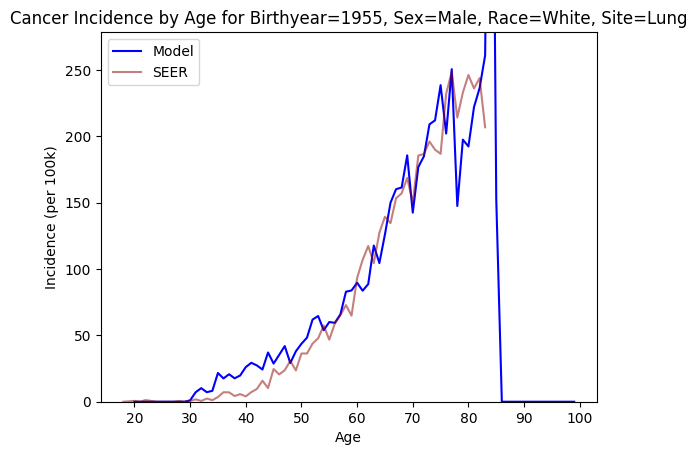 Cancer Incidence by Age for Birthyear=1955, Sex=Male, Race=White, Site=Lung
Model
SEER
250
200
150
100
50
0
Incidence (per 100k)
20 30 40 50 60 70 80 90 100
Age